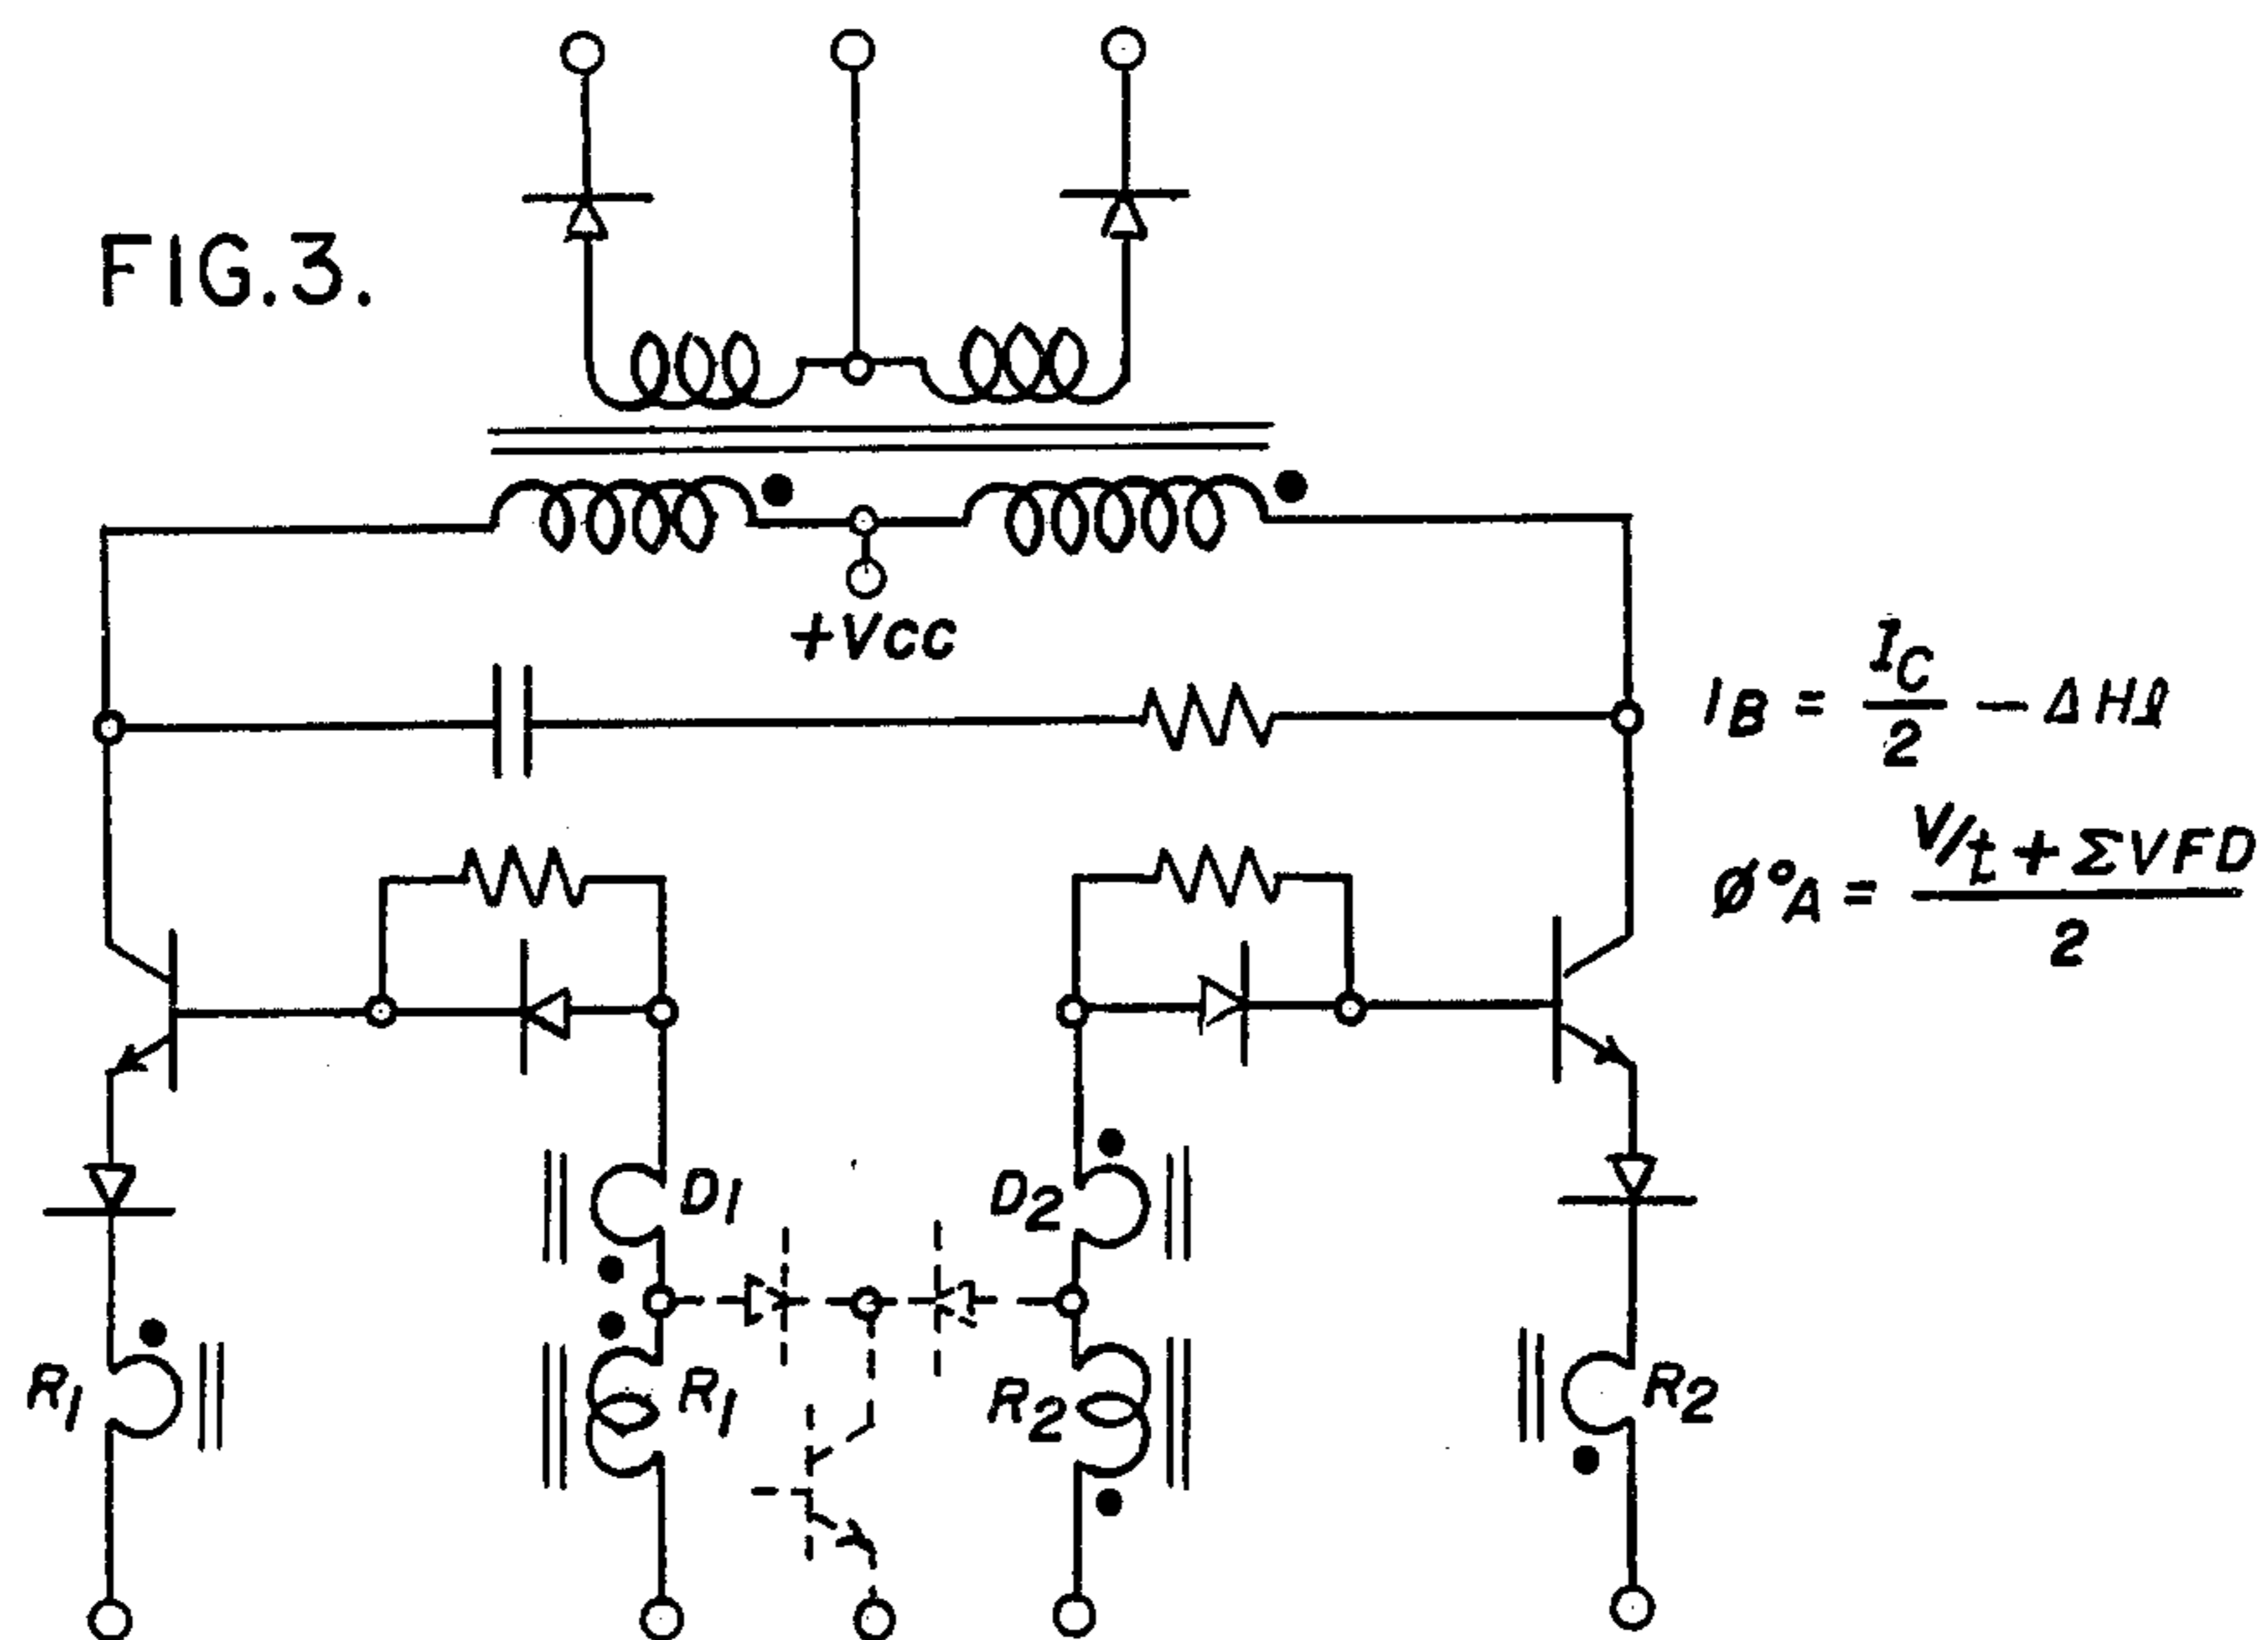 FIG.3.
+VCC
IB = IC/2 - ΔHℓ
ø°A = V/t + ΣVFD/2
D1
D2
R1
R1
R2
R2